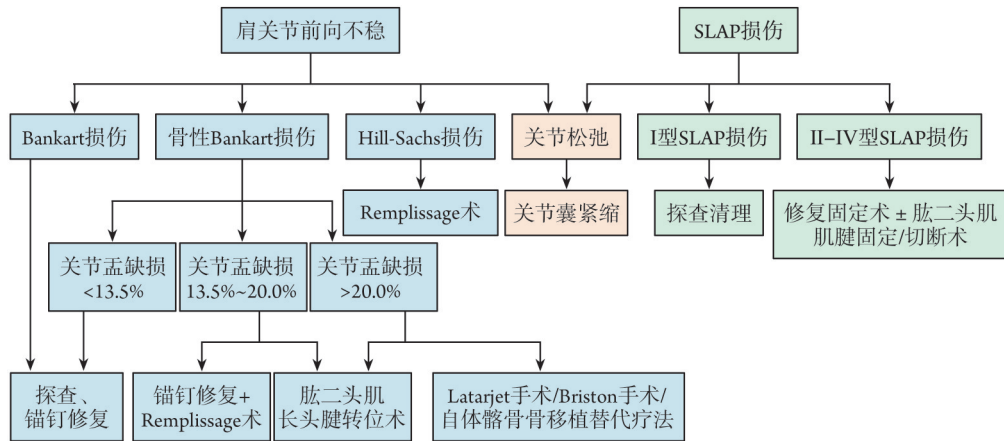 肩关节前向不稳
SLAP损伤
Bankart损伤
骨性Bankart损伤
Hill-Sachs损伤
关节松弛
I型SLAP损伤
II–IV型SLAP损伤
Remplissage术
关节囊紧缩
探查清理
修复固定术 ± 肱二头肌
肌腱固定/切断术
关节盂缺损
<13.5%
关节盂缺损
13.5%~20.0%
关节盂缺损
>20.0%
探查、
锚钉修复
锚钉修复+
Remplissage术
肱二头肌
长头腱转位术
Latarjet手术/Briston手术/
自体髂骨骨移植替代疗法